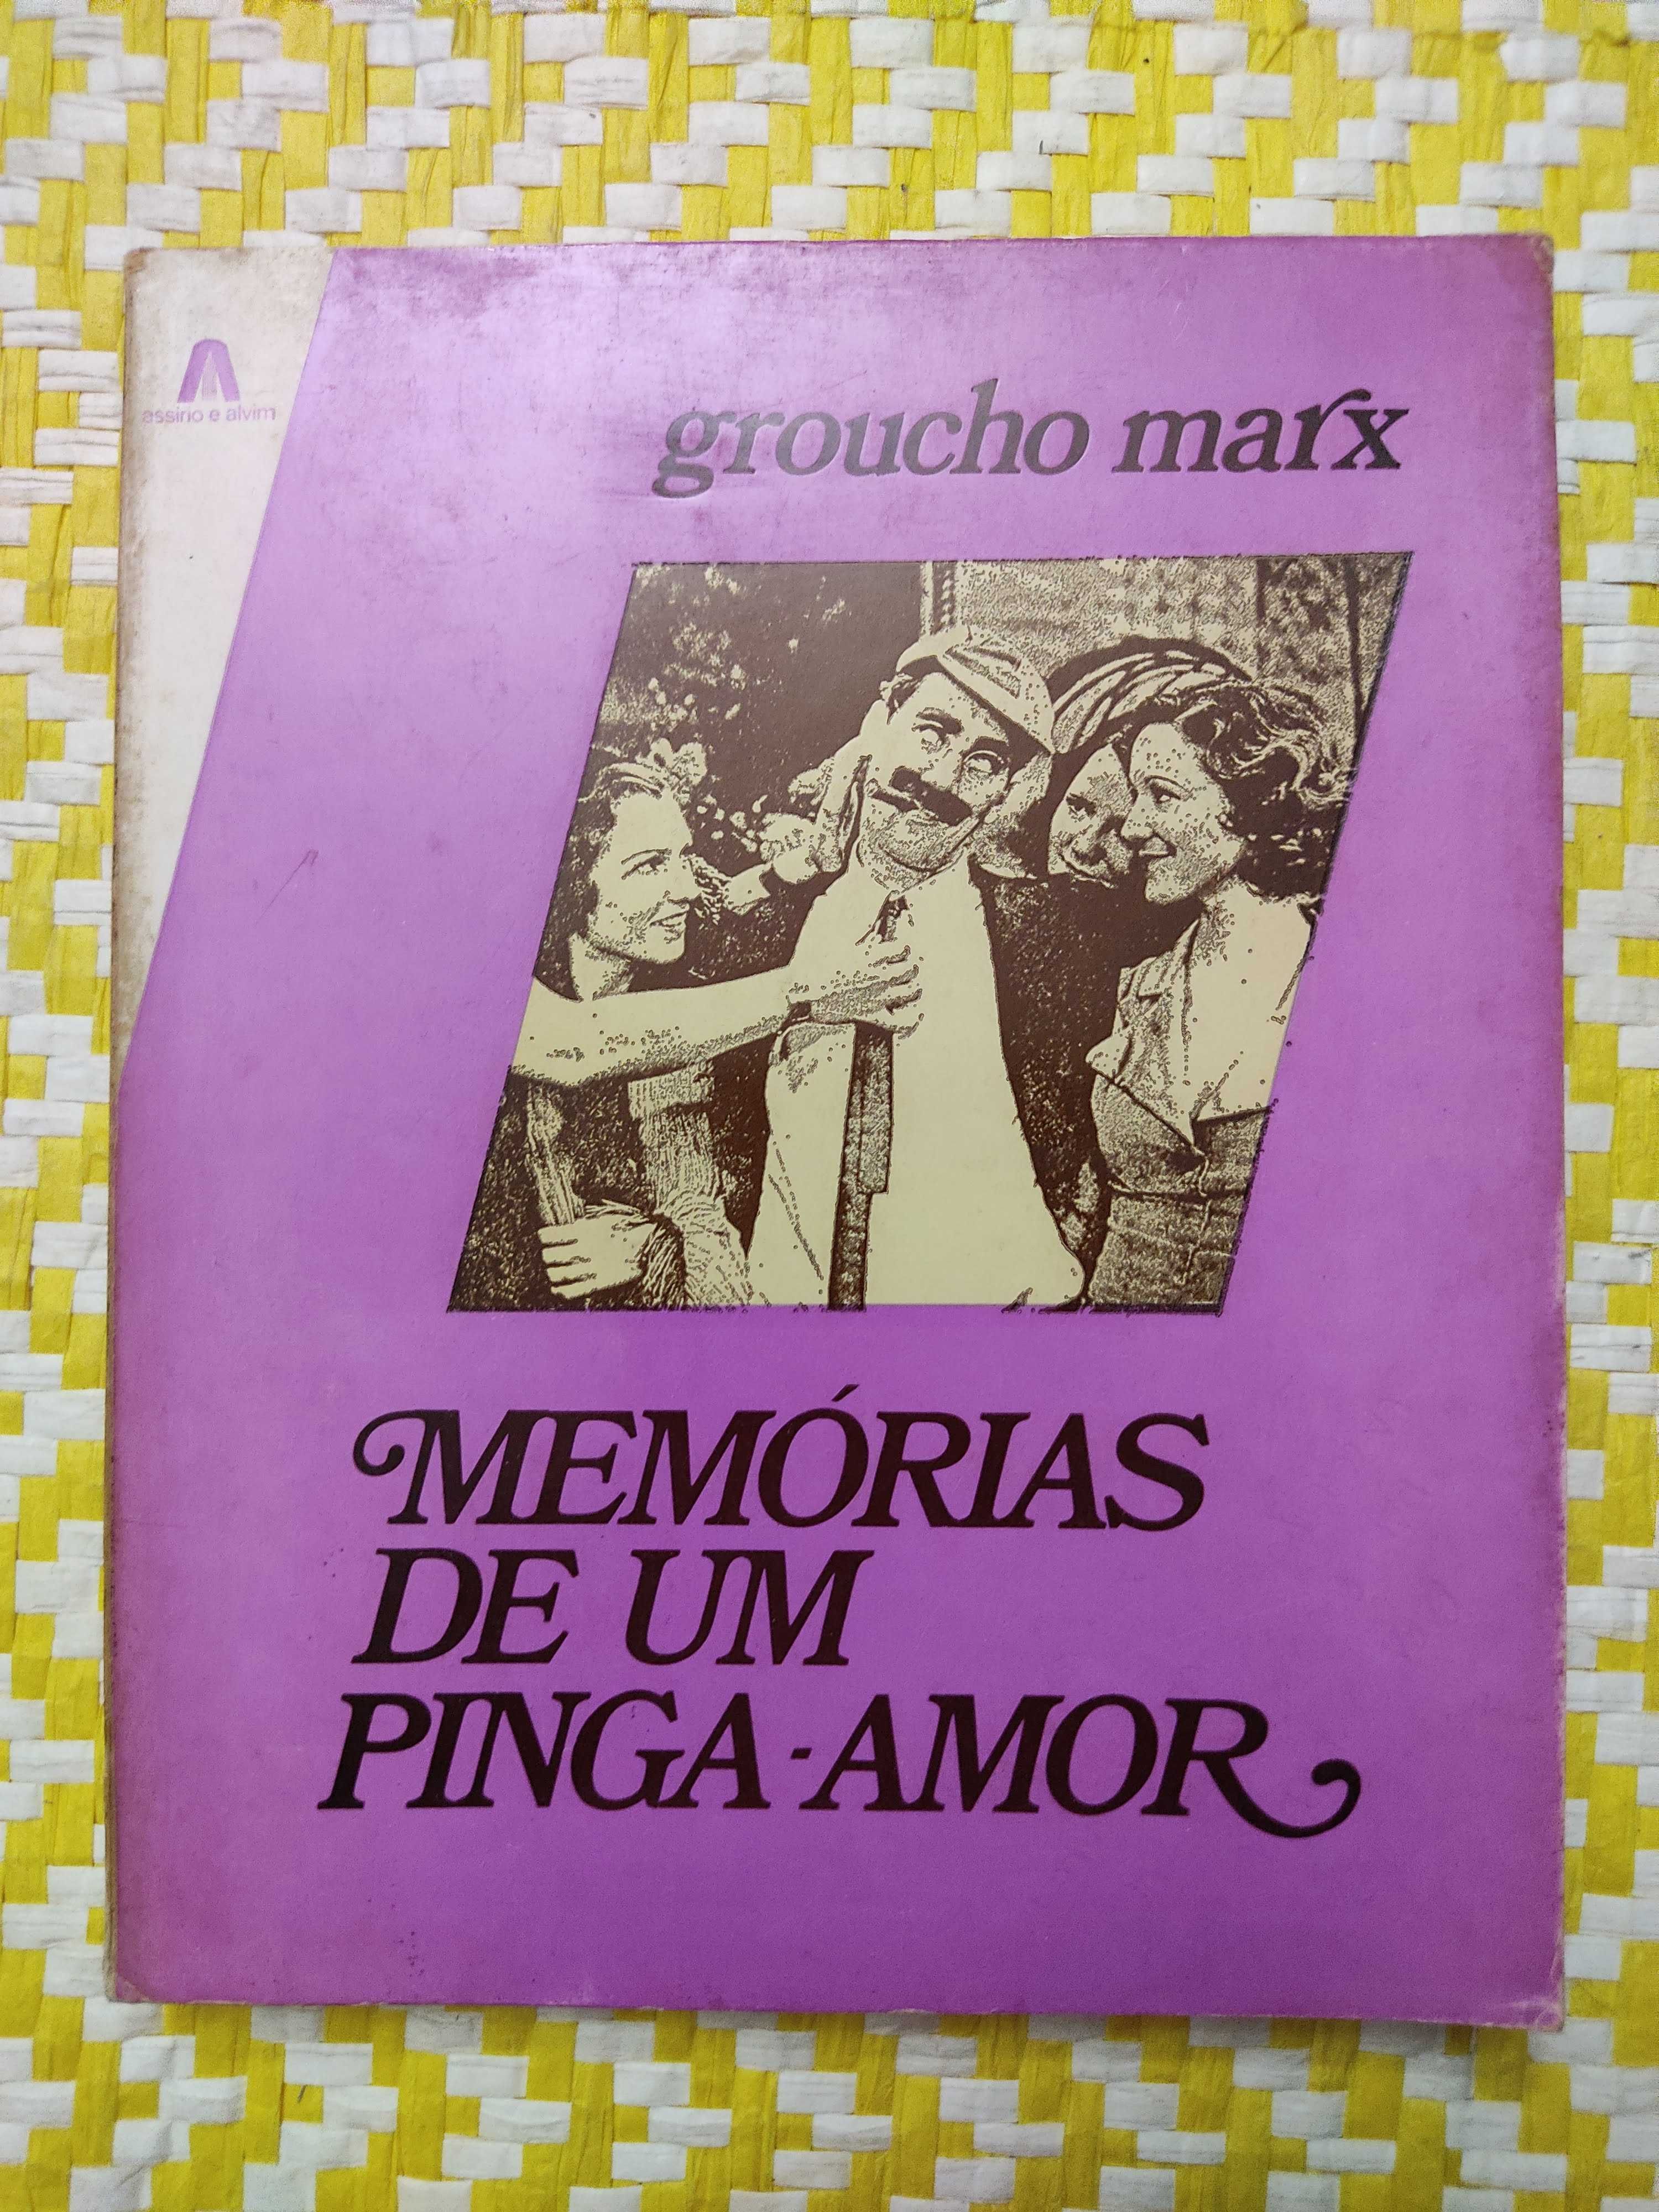 assirio e alvim
groucho marx
MEMÓRIAS
DE UM
PINGA-AMOR